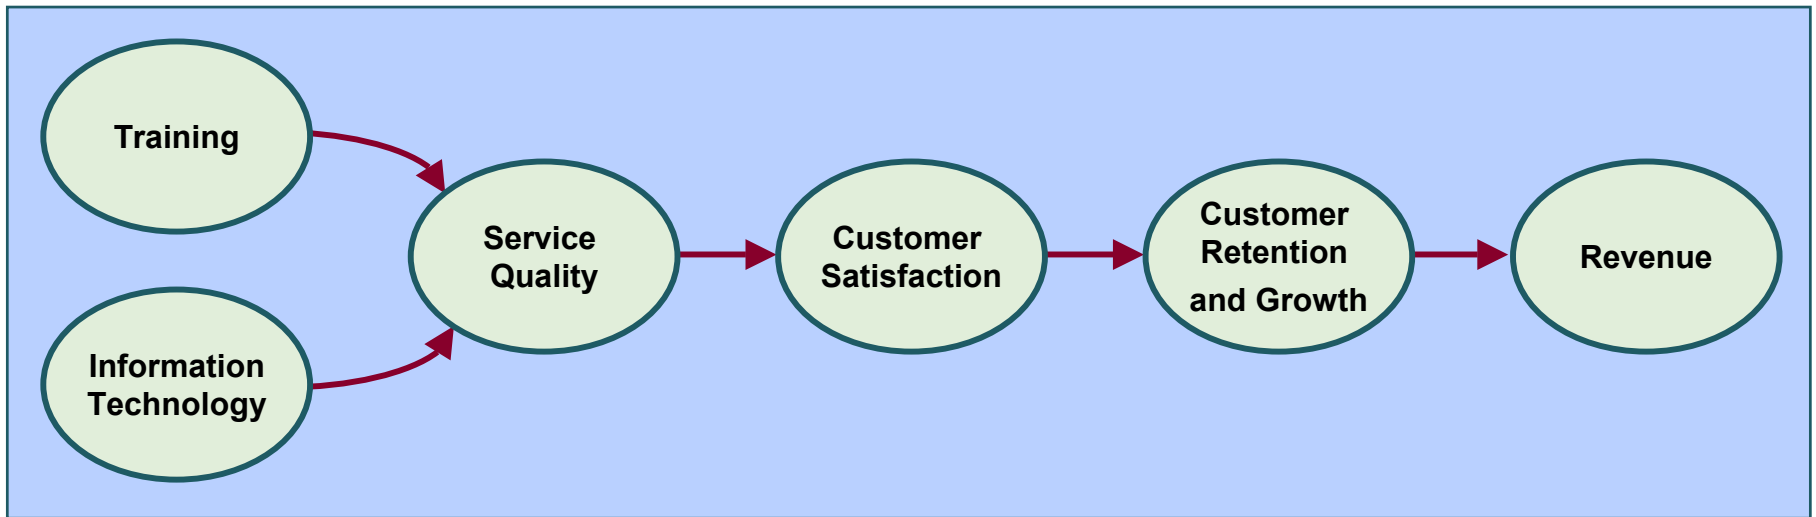 Training
Information
Technology
Service
Quality
Customer
Satisfaction
Customer
Retention
and Growth
Revenue